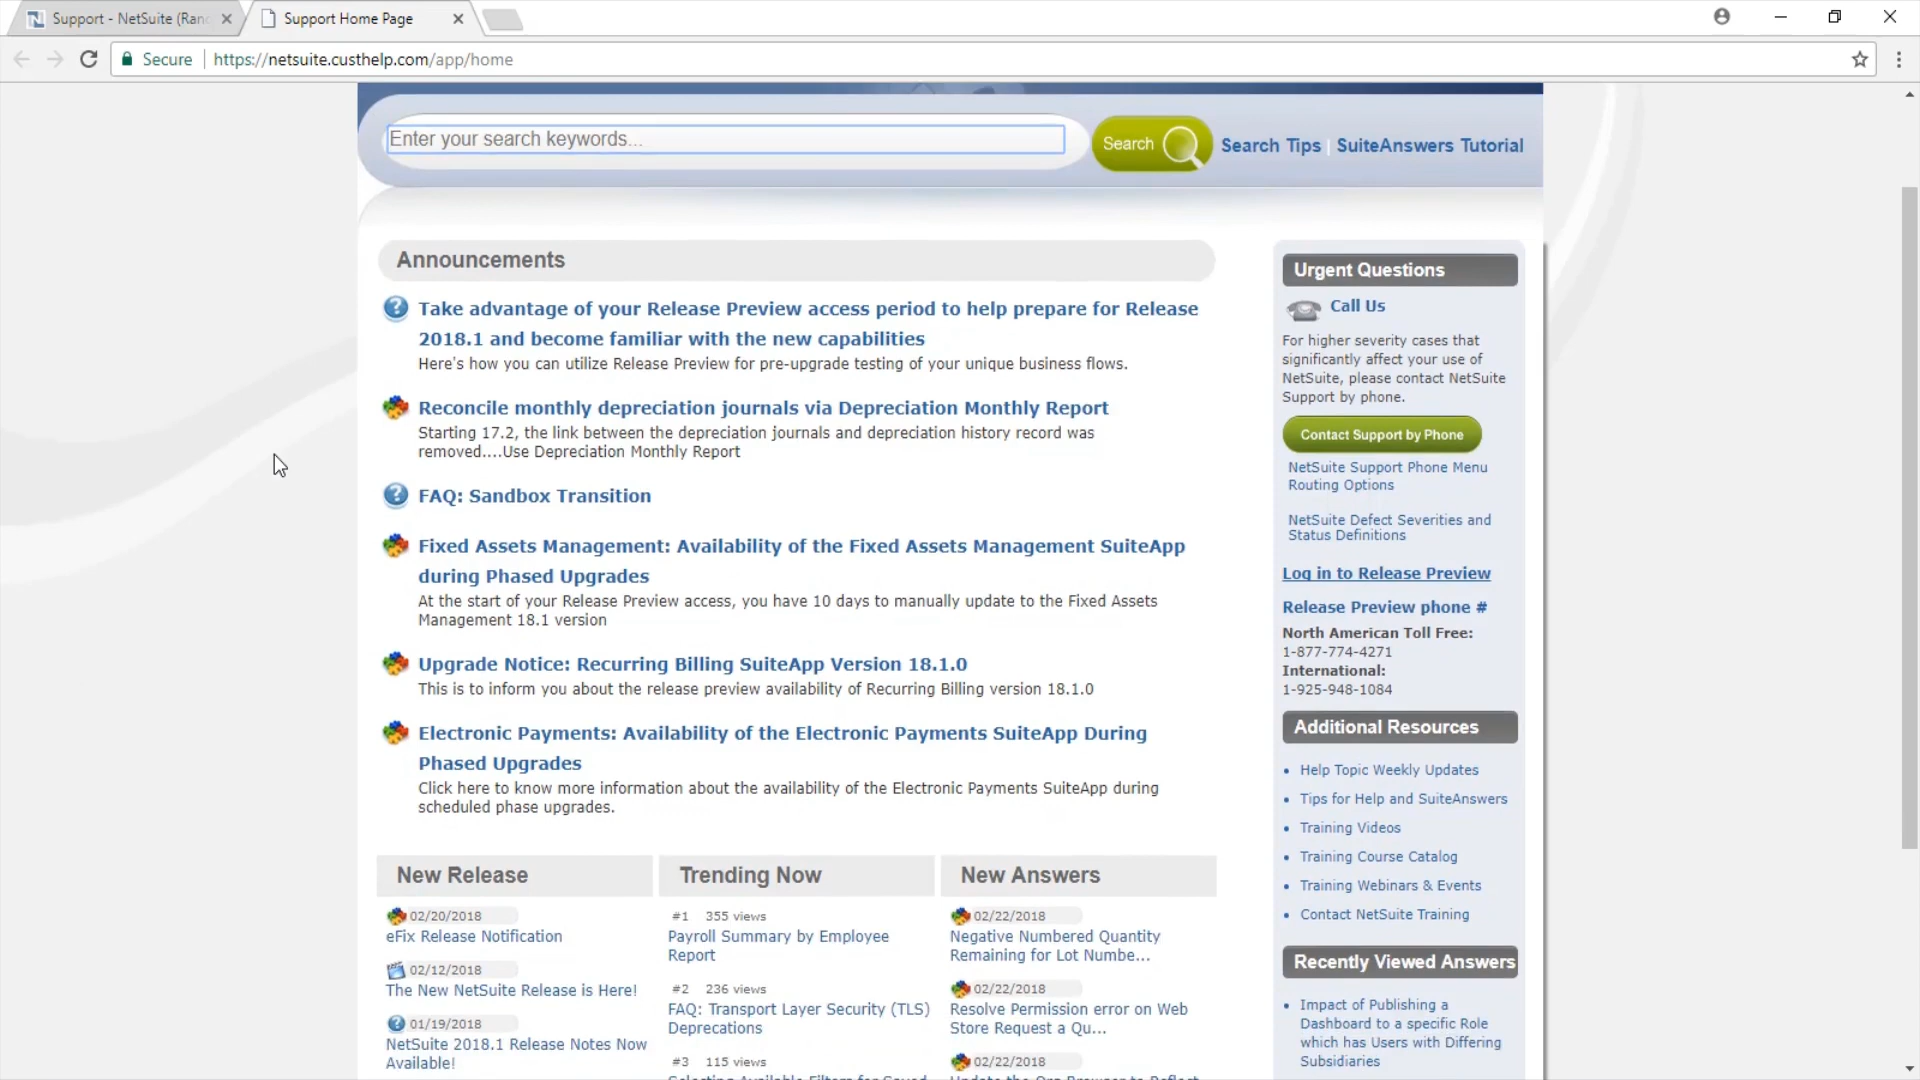 Support - NetSuite (Ran
Support Home Page
Secure
https://netsuite.custhelp.com/app/home
Enter your search keywords...
Search
Search Tips | SuiteAnswers Tutorial
Announcements
Take advantage of your Release Preview access period to help prepare for Release
2018.1 and become familiar with the new capabilities
Here's how you can utilize Release Preview for pre-upgrade testing of your unique business flows.
Reconcile monthly depreciation journals via Depreciation Monthly Report
Starting 17.2, the link between the depreciation journals and depreciation history record was
removed....Use Depreciation Monthly Report
FAQ: Sandbox Transition
Fixed Assets Management: Availability of the Fixed Assets Management SuiteApp
during Phased Upgrades
At the start of your Release Preview access, you have 10 days to manually update to the Fixed Assets
Management 18.1 version
Upgrade Notice: Recurring Billing SuiteApp Version 18.1.0
This is to inform you about the release preview availability of Recurring Billing version 18.1.0
Electronic Payments: Availability of the Electronic Payments SuiteApp During
Phased Upgrades
Click here to know more information about the availability of the Electronic Payments SuiteApp during
scheduled phase upgrades.
New Release
02/20/2018
eFix Release Notification
02/12/2018
The New NetSuite Release is Here!
01/19/2018
NetSuite 2018.1 Release Notes Now
Available!
Trending Now
#1 355 views
Payroll Summary by Employee
Report
#2 236 views
FAQ: Transport Layer Security (TLS)
Deprecations
#3 115 views
New Answers
02/22/2018
Negative Numbered Quantity
Remaining for Lot Numbe...
02/22/2018
Resolve Permission error on Web
Store Request a Qu...
02/22/2018
Urgent Questions
Call Us
For higher severity cases that
significantly affect your use of
NetSuite, please contact NetSuite
Support by phone.
Contact Support by Phone
NetSuite Support Phone Menu
Routing Options
NetSuite Defect Severities and
Status Definitions
Log in to Release Preview
Release Preview phone #
North American Toll Free:
1-877-774-4271
International:
1-925-948-1084
Additional Resources
Help Topic Weekly Updates
Tips for Help and SuiteAnswers
Training Videos
Training Course Catalog
Training Webinars & Events
Contact NetSuite Training
Recently Viewed Answers
Impact of Publishing a
Dashboard to a specific Role
which has Users with Differing
Subsidiaries